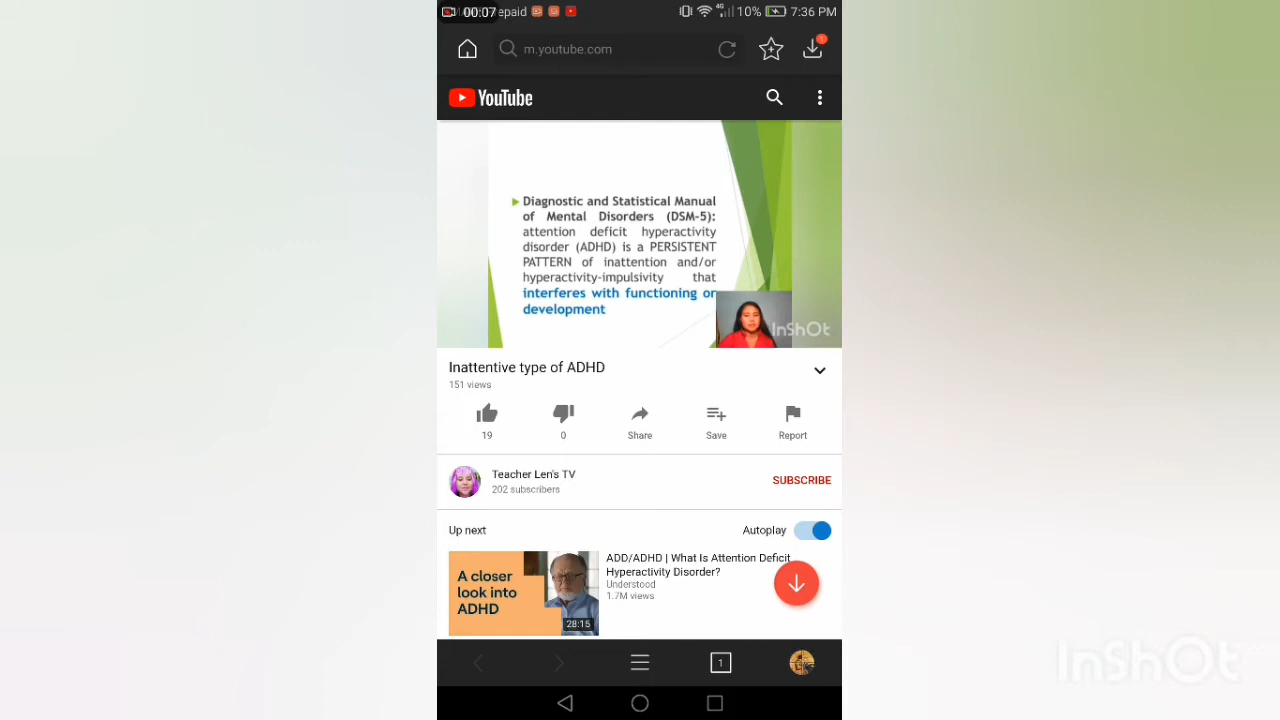 00:07
epaid
4G
10%
7:36 PM
m.youtube.com
1
YouTube
Diagnostic and Statistical Manual
of Mental Disorders (DSM-5):
attention deficit hyperactivity
disorder (ADHD) is a PERSISTENT
PATTERN of inattention and/or
hyperactivity-impulsivity that
interferes with functioning or
development
InShOt
Inattentive type of ADHD
151 views
19
0
Share
Save
Report
Teacher Len's TV
202 subscribers
SUBSCRIBE
Up next
Autoplay
A closer
look into
ADHD
28:15
ADD/ADHD | What Is Attention Deficit
Hyperactivity Disorder?
Understood
1.7M views
1
InShOt